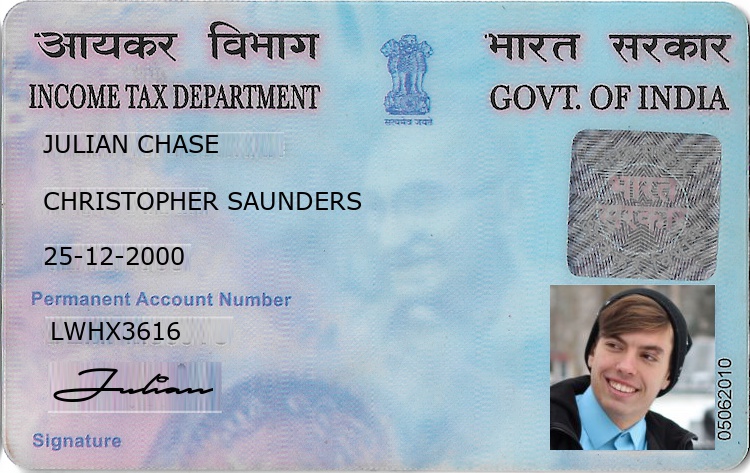 आयकर विभाग
भारत सरकार
INCOME TAX DEPARTMENT
GOVT. OF INDIA
सत्यमेव जयते
JULIAN CHASE
CHRISTOPHER SAUNDERS
25-12-2000
भारत
सरकार
Permanent Account Number
LWHX3616
Julian
Signature
05062010